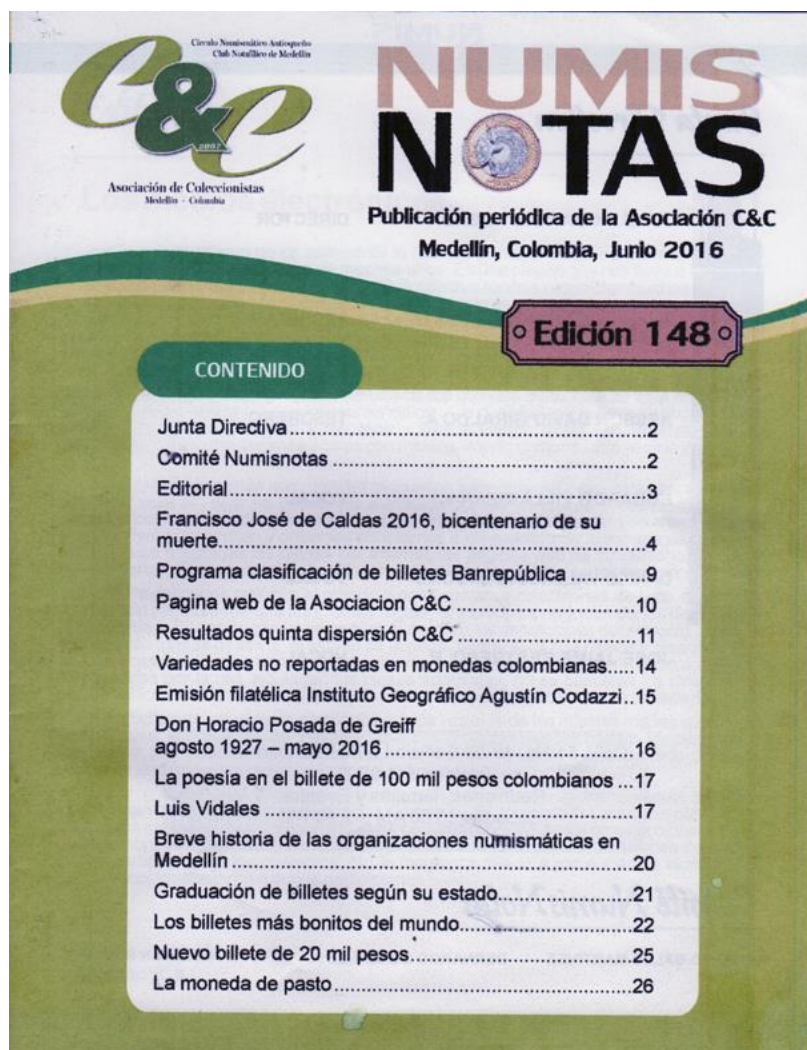 Círculo Numismático Antioqueño
Club Notafílico de Medellín
C&C
2007
Asociación de Coleccionistas
Medellín - Colombia
NUMIS
NOTAS
Publicación periódica de la Asociación C&C
Medellín, Colombia, Junio 2016
Edición 148
CONTENIDO
Junta Directiva.....................................................2
Comité Numisnotas..............................................2
Editorial..............................................................3
Francisco José de Caldas 2016, bicentenario de su
muerte................................................................4
Programa clasificación de billetes Banrepública............9
Pagina web de la Asociacion C&C..........................10
Resultados quinta dispersión C&C..........................11
Variedades no reportadas en monedas colombianas.....14
Emisión filatélica Instituto Geográfico Agustín Codazzi..15
Don Horacio Posada de Greiff
agosto 1927 – mayo 2016.....................................16
La poesía en el billete de 100 mil pesos colombianos...17
Luis Vidales.......................................................17
Breve historia de las organizaciones numismáticas en
Medellín............................................................20
Graduación de billetes según su estado....................21
Los billetes más bonitos del mundo.........................22
Nuevo billete de 20 mil pesos.................................25
La moneda de pasto.............................................26